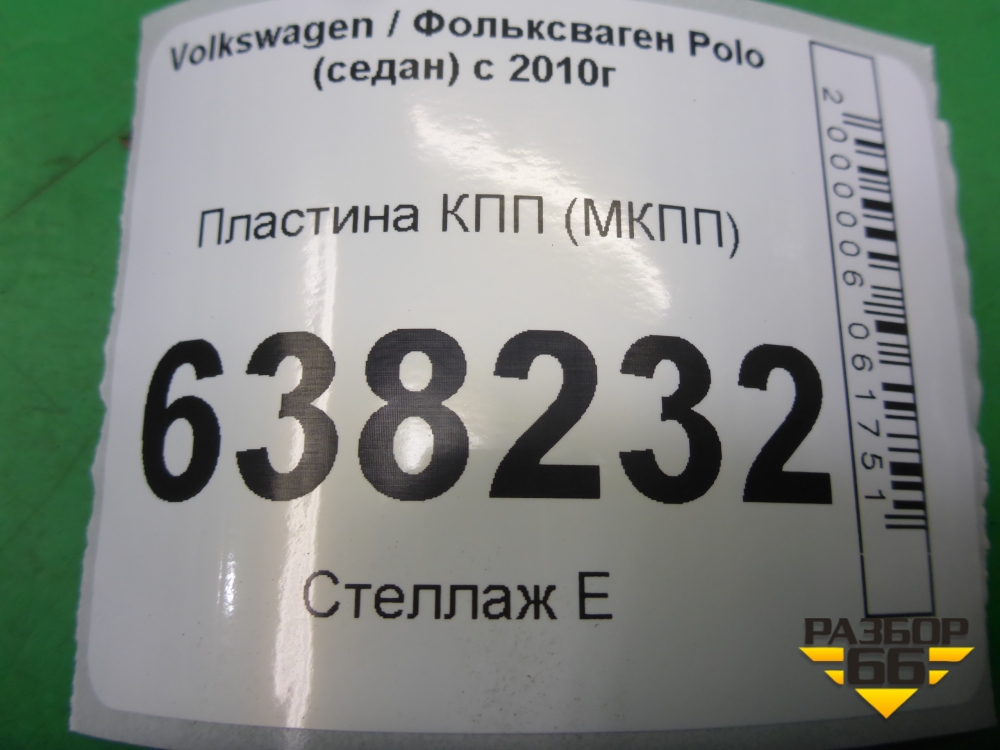 Volkswagen / Фольксваген Polo
(седан) с 2010г
Пластина КПП (МКПП)
638232
Стеллаж Е
2000006061751
РАЗБОР
66